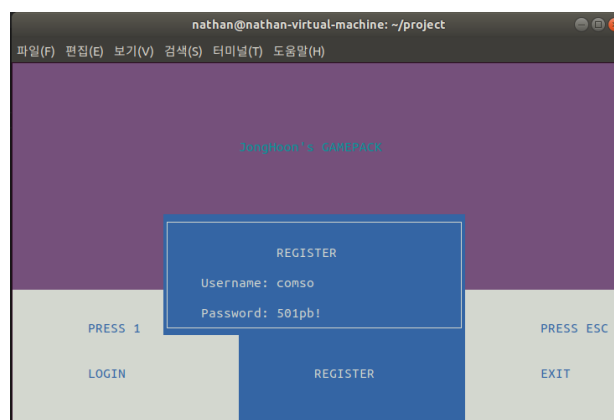 nathan@nathan-virtual-machine: ~/project
파일(F) 편집(E) 보기(V) 검색(S) 터미널(T) 도움말(H)
JongMoon's GAMEPACK
REGISTER
Username: comso
Password: 501pb!
PRESS 1 PRESS ESC
LOGIN REGISTER EXIT